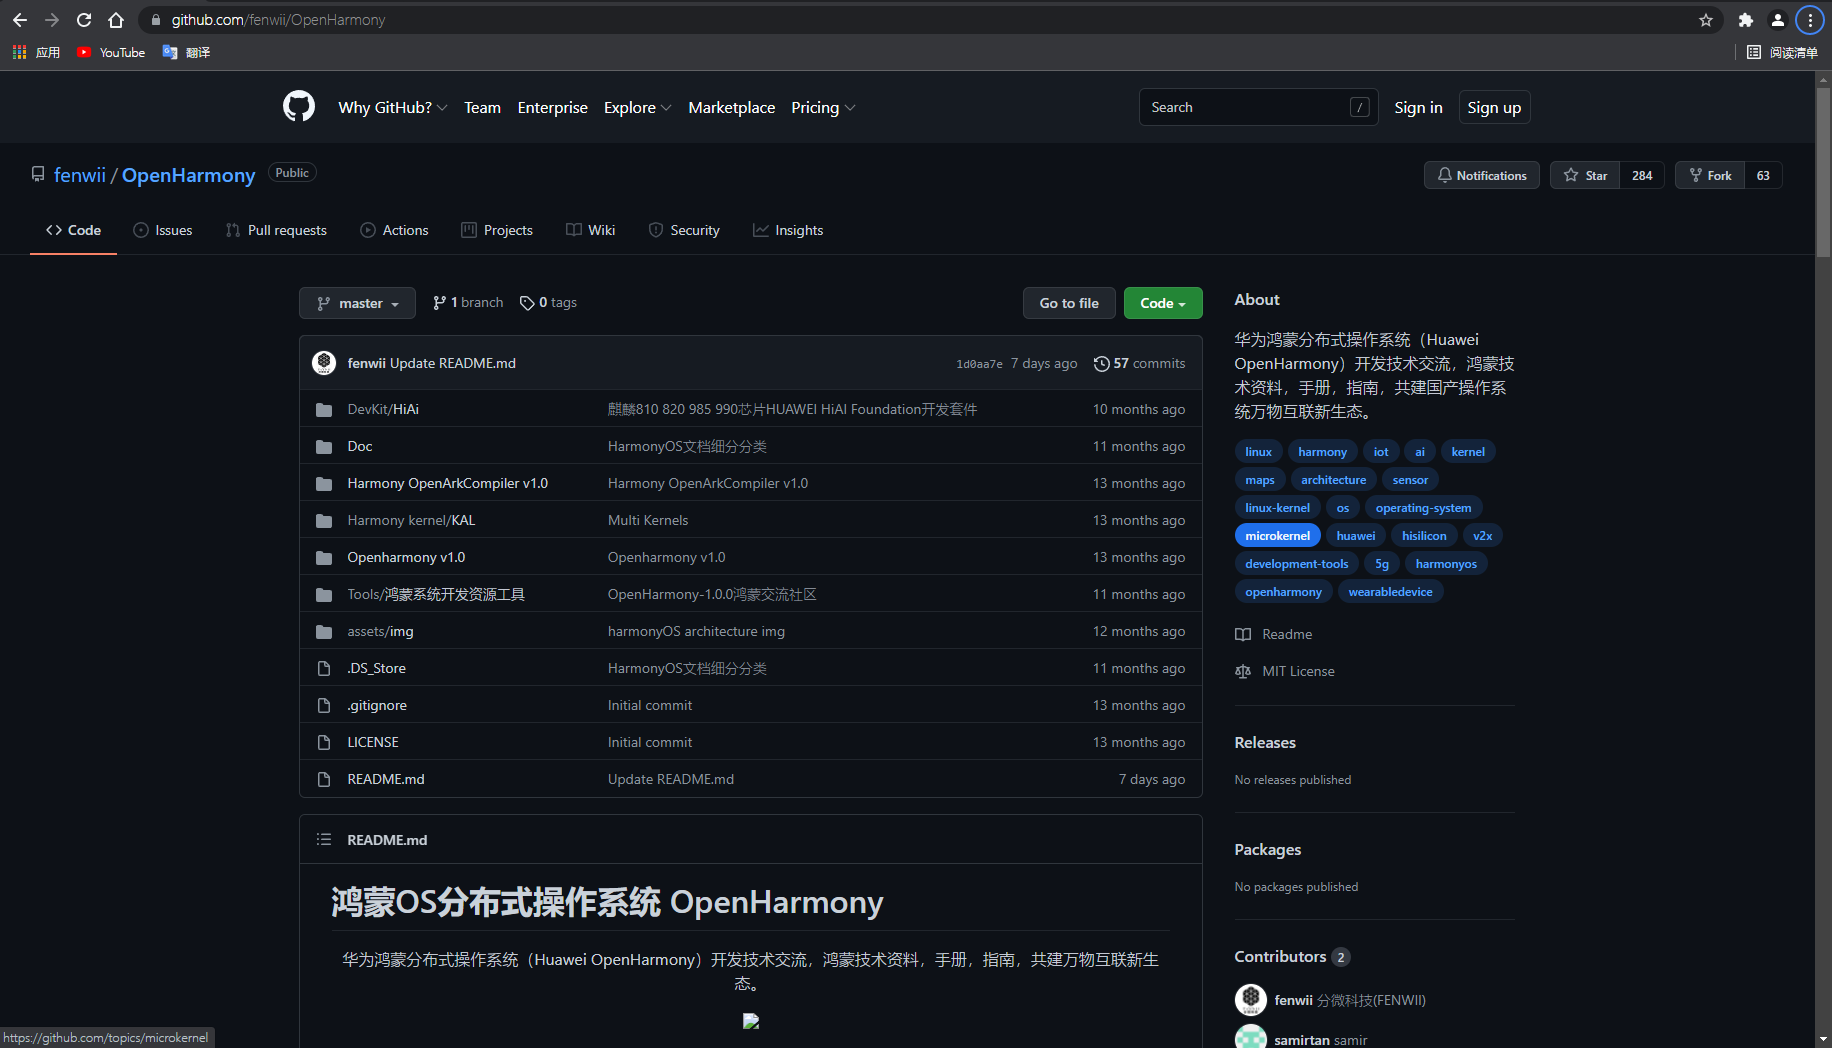 github.com/fenwii/OpenHarmony
应用 YouTube 翻译 阅读清单
Why GitHub? Team Enterprise Explore Marketplace Pricing Search / Sign in Sign up
fenwii / OpenHarmony Public Notifications Star 284 Fork 63
Code Issues Pull requests Actions Projects Wiki Security Insights
master 1 branch 0 tags Go to file Code
fenwii Update README.md 1d0aa7e 7 days ago 57 commits
DevKit/HiAi 麒麟810 820 985 990芯片HUAWEI HiAI Foundation开发套件 10 months ago
Doc HarmonyOS文档细分分类 11 months ago
Harmony OpenArkCompiler v1.0 Harmony OpenArkCompiler v1.0 13 months ago
Harmony kernel/KAL Multi Kernels 13 months ago
Openharmony v1.0 Openharmony v1.0 13 months ago
Tools/鸿蒙系统开发资源工具 OpenHarmony-1.0.0鸿蒙交流社区 11 months ago
assets/img harmonyOS architecture img 12 months ago
.DS_Store HarmonyOS文档细分分类 11 months ago
.gitignore Initial commit 13 months ago
LICENSE Initial commit 13 months ago
README.md Update README.md 7 days ago
README.md
鸿蒙OS分布式操作系统 OpenHarmony
华为鸿蒙分布式操作系统（Huawei OpenHarmony）开发技术交流，鸿蒙技术资料，手册，指南，共建万物互联新生
态。
About
华为鸿蒙分布式操作系统（Huawei
OpenHarmony）开发技术交流，鸿蒙技
术资料，手册，指南，共建国产操作系
统万物互联新生态。
linux harmony iot ai kernel
maps architecture sensor
linux-kernel os operating-system
microkernel huawei hisilicon v2x
development-tools 5g harmonyos
openharmony wearabledevice
Readme
MIT License
Releases
No releases published
Packages
No packages published
Contributors 2
fenwii 分微科技(FENWII)
samirtan samir
https://github.com/topics/microkernel